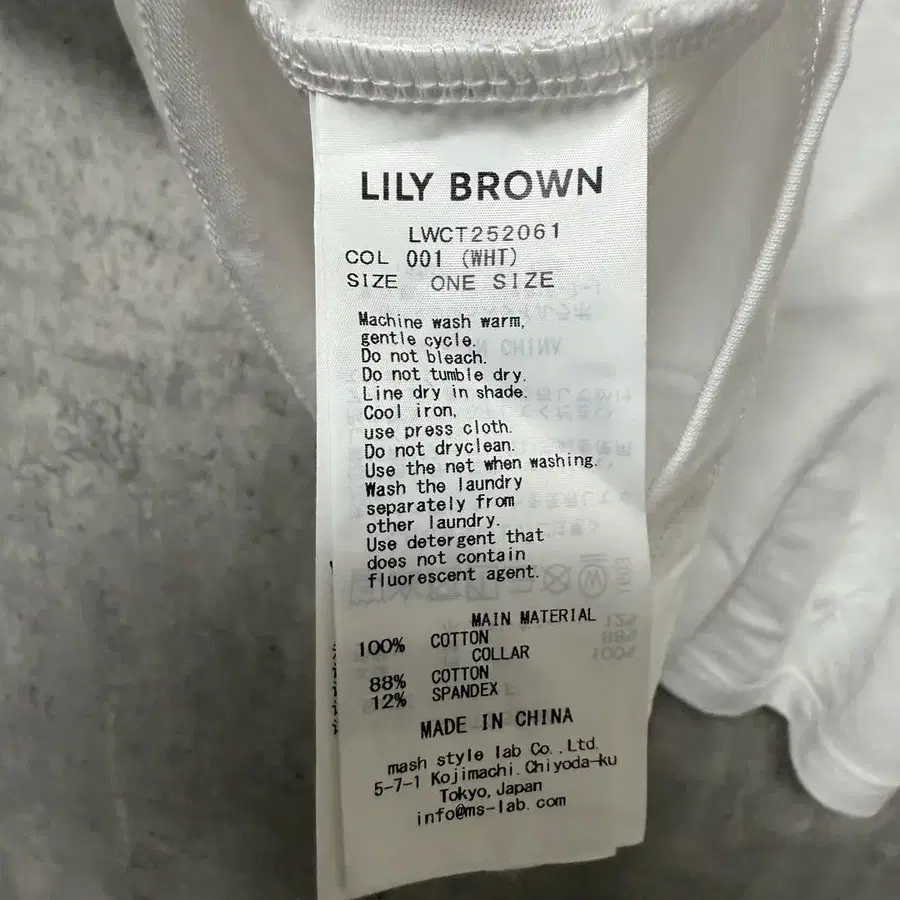 LILY BROWN
LWCT252061
COL 001 (WHT)
SIZE ONE SIZE
Machine wash warm,
gentle cycle.
Do not bleach.
Do not tumble dry.
Line dry in shade.
Cool iron,
use press cloth.
Do not dryclean.
Use the net when washing.
Wash the laundry
separately from
other laundry.
Use detergent that
does not contain
fluorescent agent.
MAIN MATERIAL
100% COTTON
COLLAR
88% COTTON
12% SPANDEX
MADE IN CHINA
mash style lab Co.,Ltd.
5-7-1 Kojimachi.Chiyoda-ku
Tokyo,Japan
info@ms-lab.com